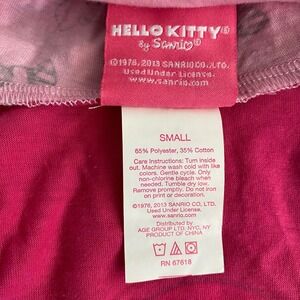 HELLO KITTY®
By Sanrio®
©1976, 2013 SANRIO CO., LTD.
Used Under License.
www.sanrio.com
SMALL
65% Polyester, 35% Cotton
Care Instructions: Turn inside
out. Machine wash cold with like
colors. Gentle cycle. Only
non-chlorine bleach when
needed. Tumble dry low.
Remove promptly. Do not iron
on print or decoration.
©1976, 2013 SANRIO CO, LTD.
Used Under License.
www.sanrio.com
Distributed by
AGE GROUP LTD, NY, NY
PRODUCT OF CHINA
RN 67618